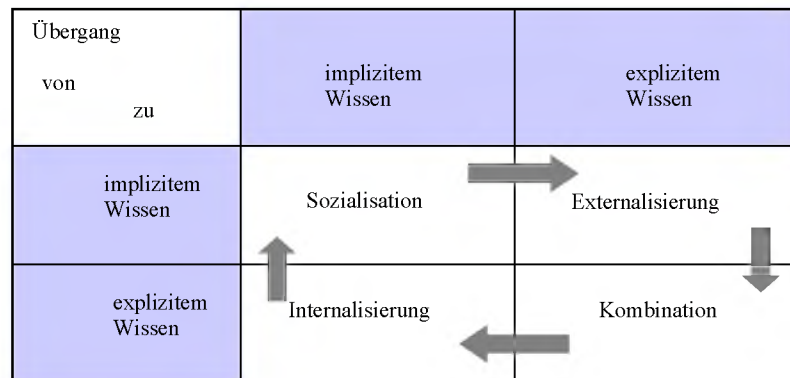 Übergang
von
zu
implizitem
Wissen
explizitem
Wissen
implizitem
Wissen
Sozialisation
Externalisierung
explizitem
Wissen
Internalisierung
Kombination